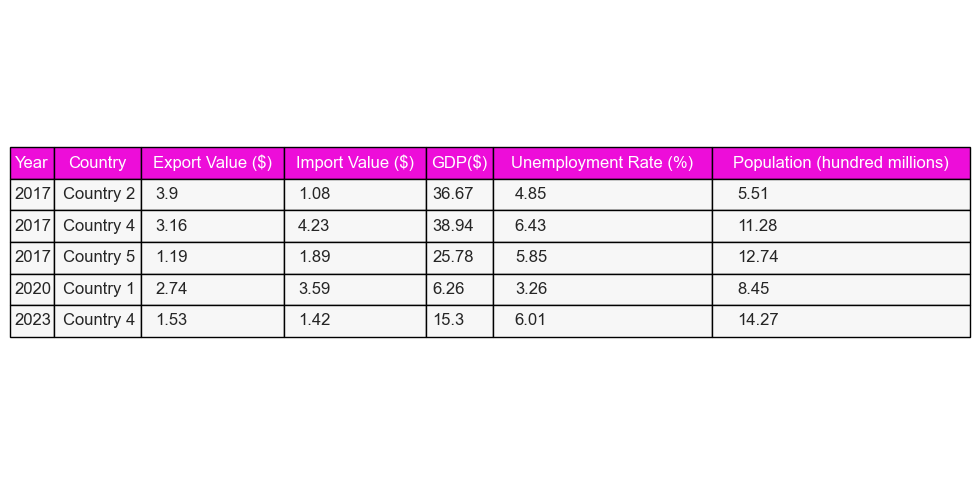 Year Country Export Value ($) Import Value ($) GDP($) Unemployment Rate (%) Population (hundred millions)
2017 Country 2 3.9 1.08 36.67 4.85 5.51
2017 Country 4 3.16 4.23 38.94 6.43 11.28
2017 Country 5 1.19 1.89 25.78 5.85 12.74
2020 Country 1 2.74 3.59 6.26 3.26 8.45
2023 Country 4 1.53 1.42 15.3 6.01 14.27